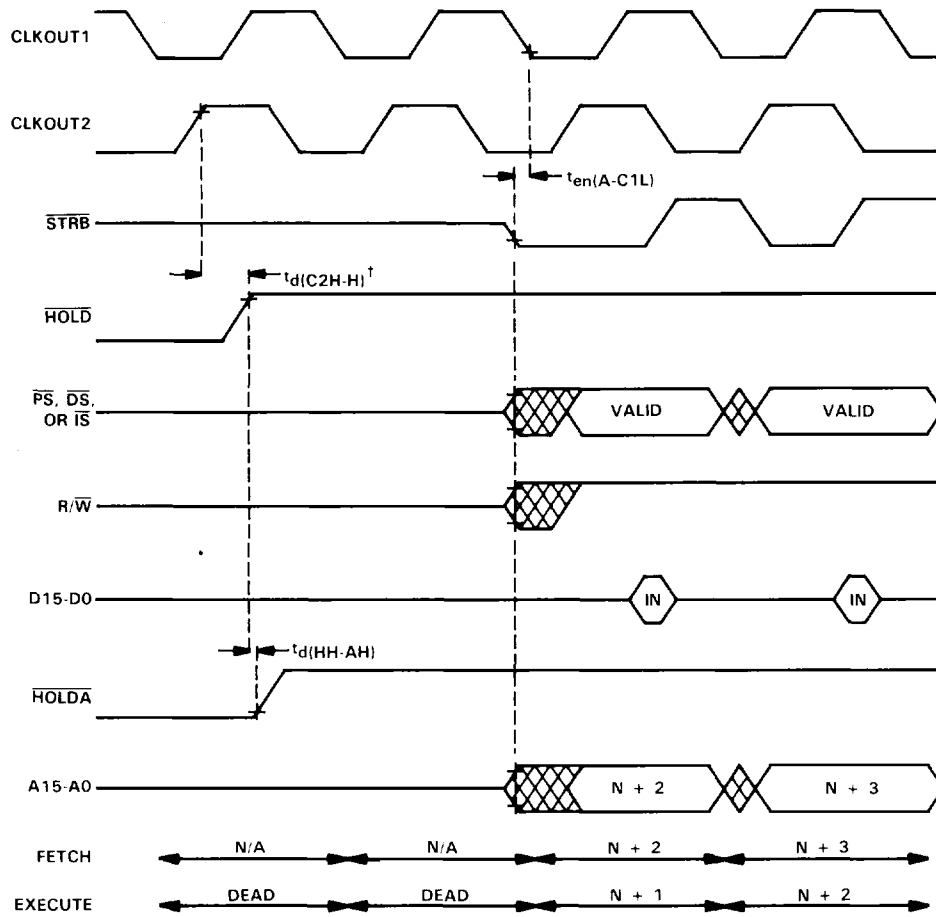 CLKOUT1
CLKOUT2
ten(A-C1L)
STRB
td(C2H-H)†
HOLD
PS, DS,
OR IS
VALID VALID
R/W
D15-D0 IN IN
td(HH-AH)
HOLDA
A15-A0 N + 2 N + 3
FETCH N/A N/A N + 2 N + 3
EXECUTE DEAD DEAD N + 1 N + 2